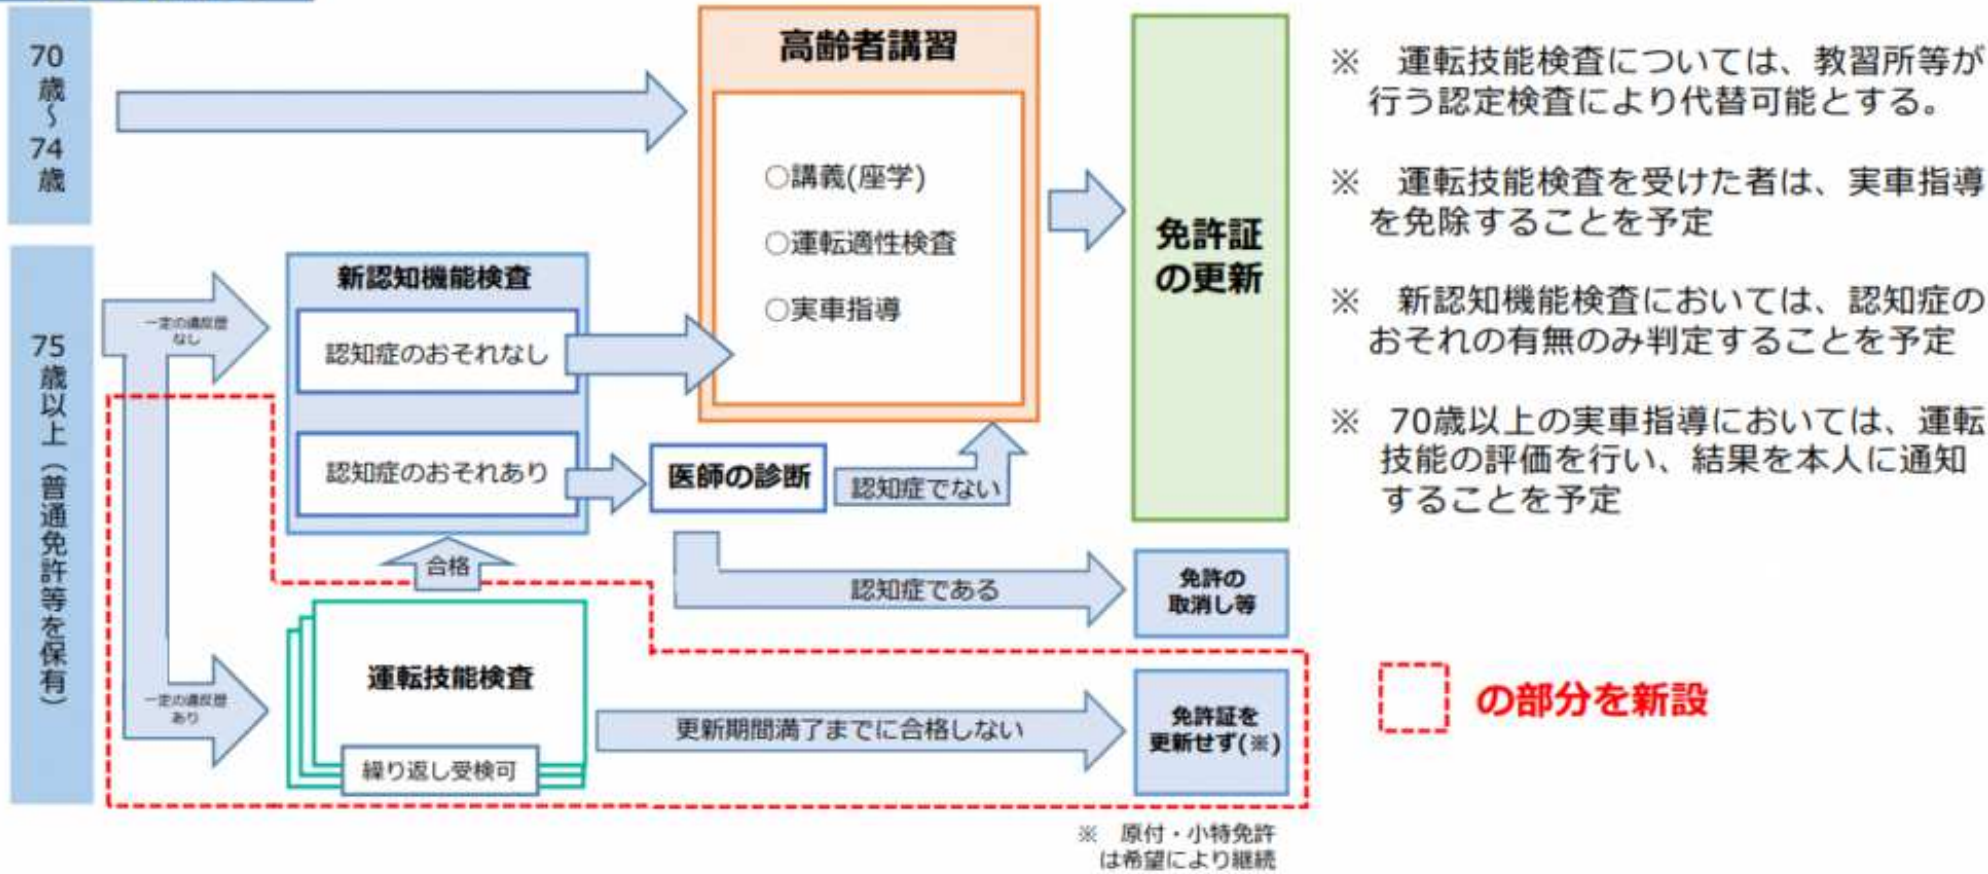 70歳～74歳
高齢者講習
○講義(座学)
○運転適性検査
○実車指導
免許証
の更新
75歳以上（普通免許等を保有）
一定の違反歴
なし
新認知機能検査
認知症のおそれなし
認知症のおそれあり
医師の診断
認知症でない
認知症である
免許の
取消し等
合格
一定の違反歴
あり
運転技能検査
繰り返し受検可
更新期間満了までに合格しない
免許証を
更新せず(※)
※　原付・小特免許
は希望により継続
※　運転技能検査については、教習所等が
行う認定検査により代替可能とする。
※　運転技能検査を受けた者は、実車指導
を免除することを予定
※　新認知機能検査においては、認知症の
おそれの有無のみ判定することを予定
※　70歳以上の実車指導においては、運転
技能の評価を行い、結果を本人に通知
することを予定
の部分を新設